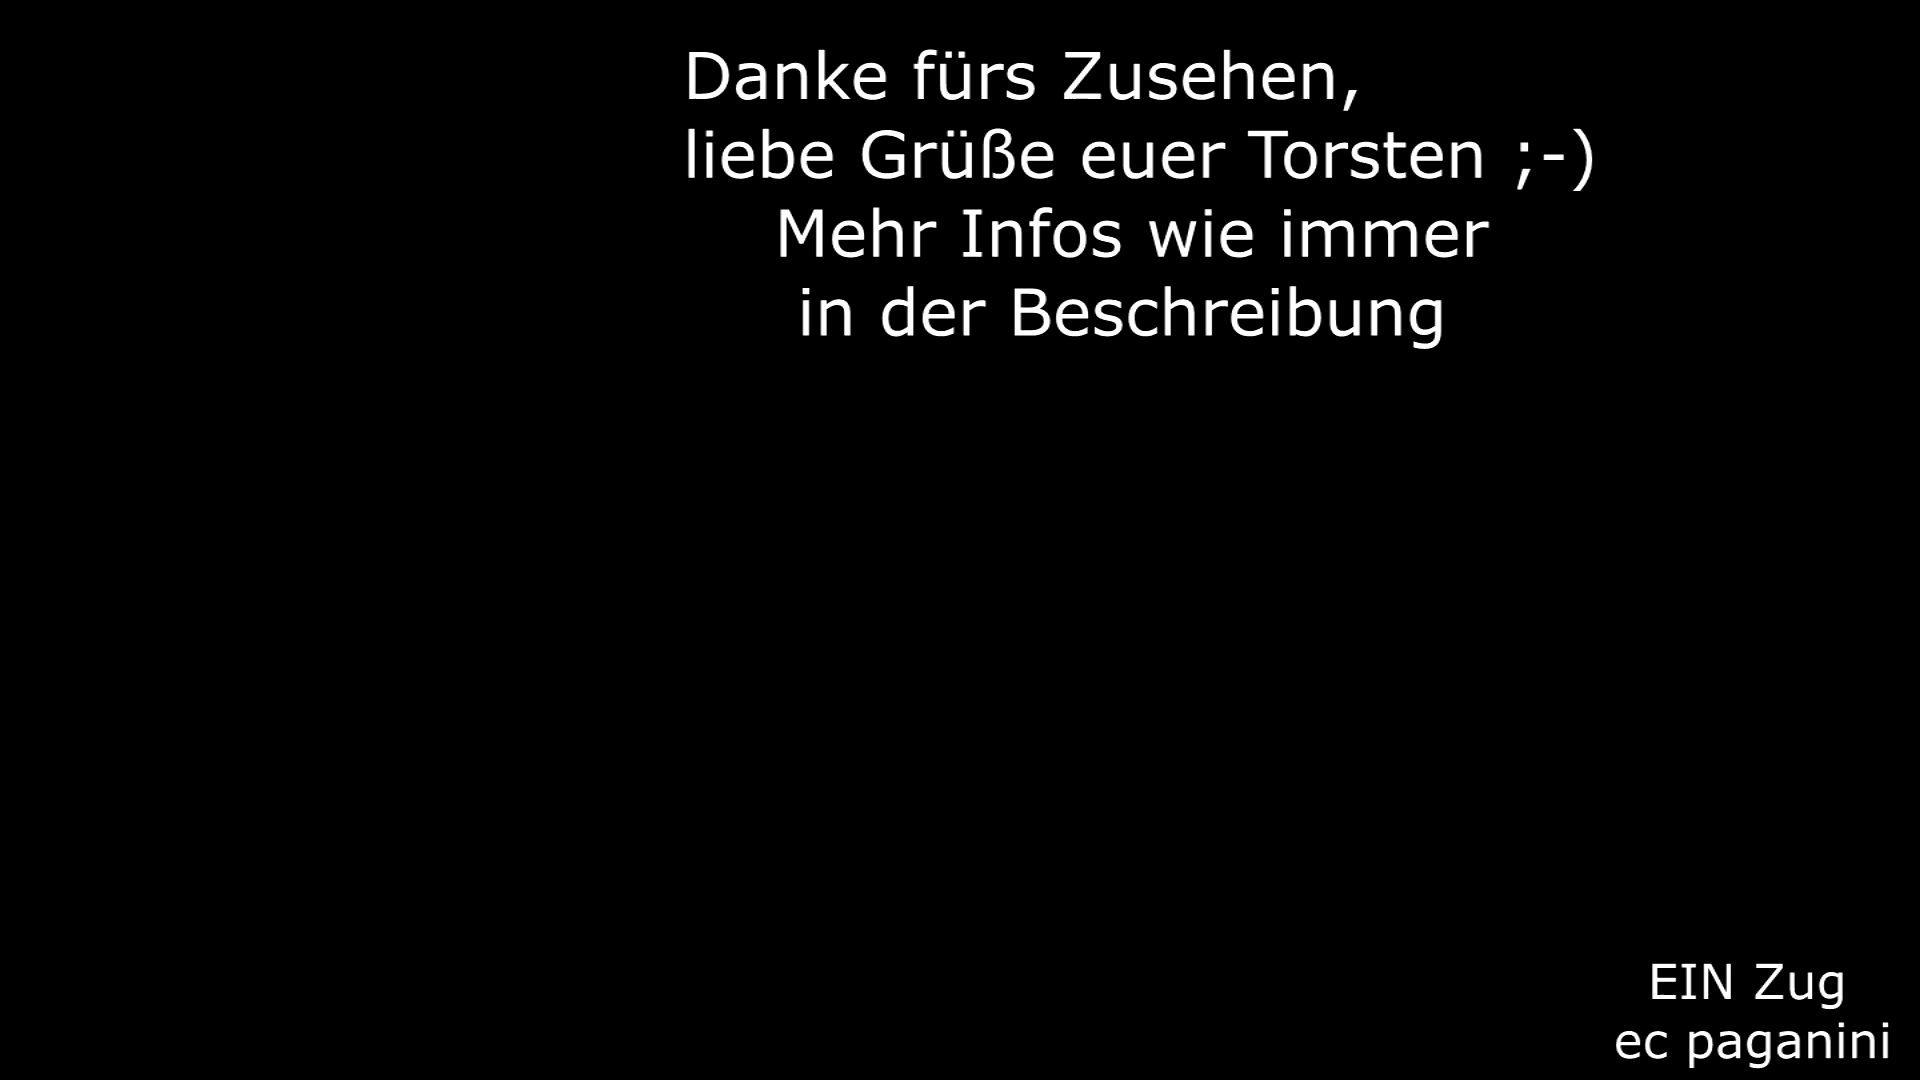 Danke fürs Zusehen,
liebe Grüße euer Torsten ;-)
Mehr Infos wie immer
in der Beschreibung
EIN Zug
ec paganini